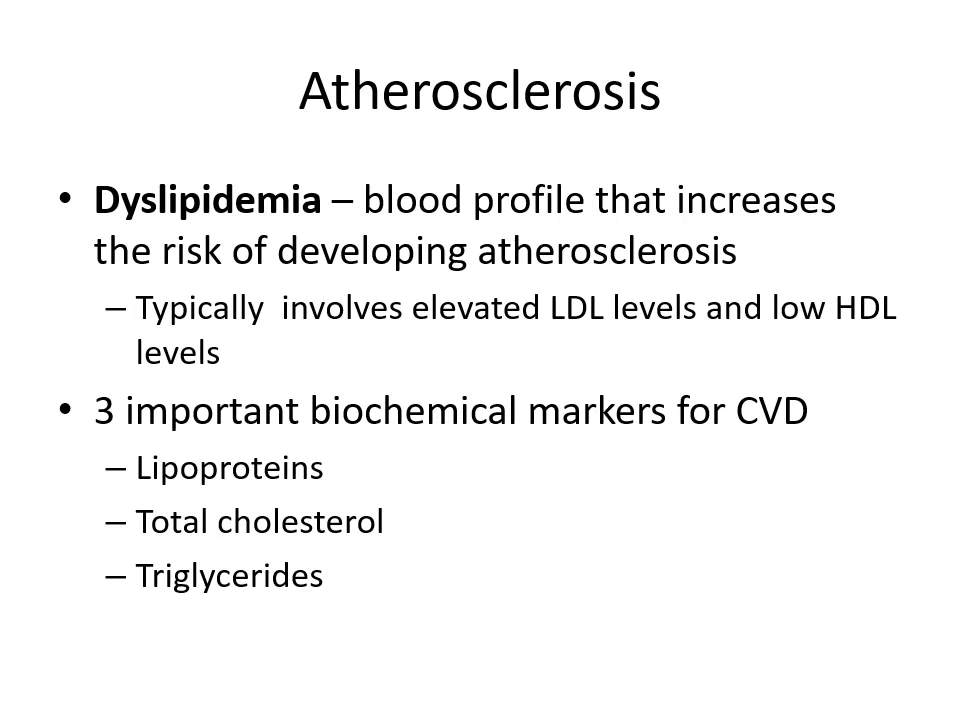 Atherosclerosis
• Dyslipidemia – blood profile that increases
the risk of developing atherosclerosis
– Typically  involves elevated LDL levels and low HDL
levels
• 3 important biochemical markers for CVD
– Lipoproteins
– Total cholesterol
– Triglycerides